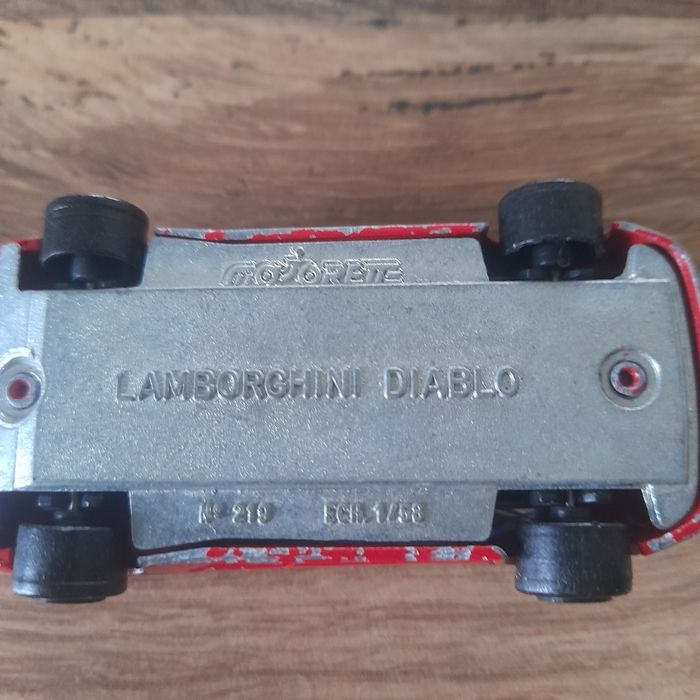 majorette
LAMBORGHINI DIABLO
Nº 219 ECH. 1/58